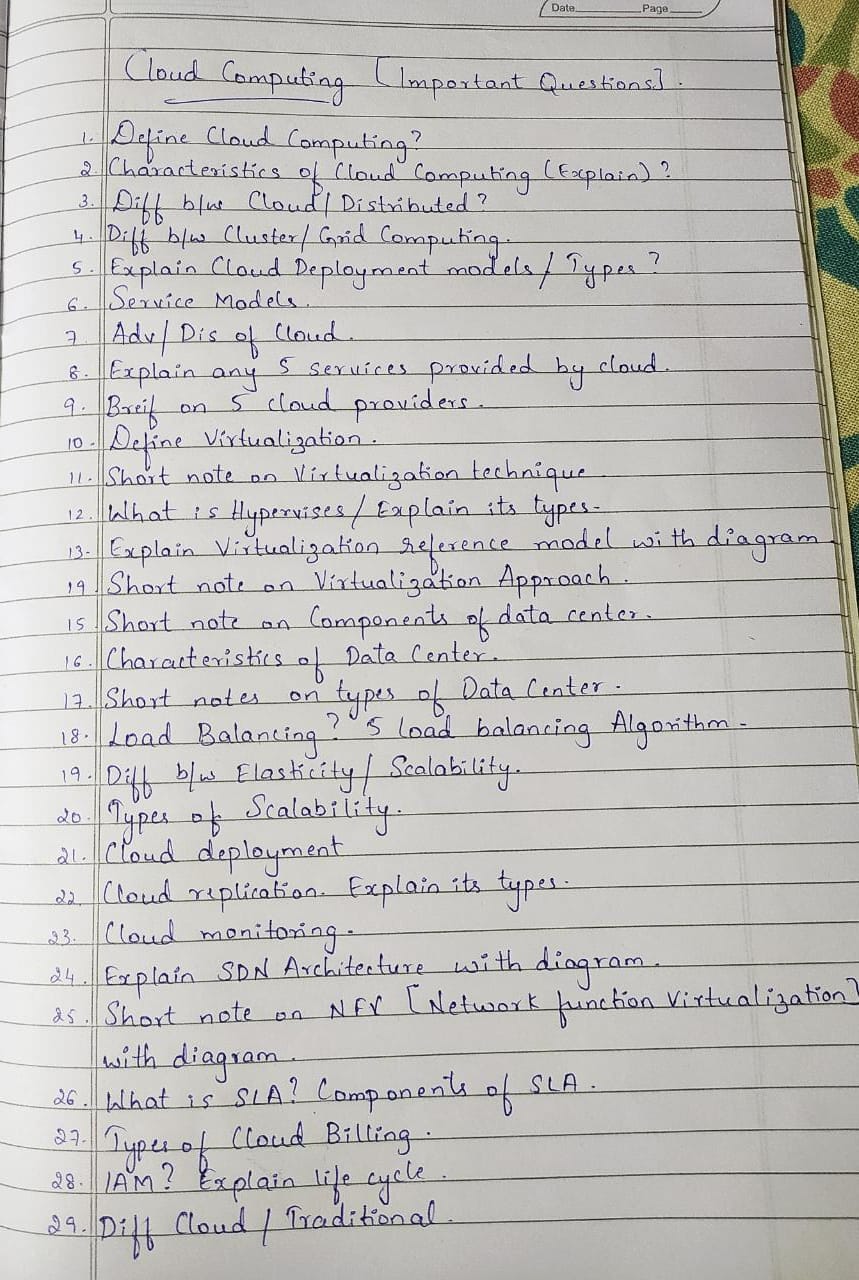 Date Page
Cloud Computing [Important Questions].
1. Define Cloud Computing?
2. Characteristics of Cloud Computing (Explain)?
3. Diff b/w Cloud/Distributed?
4. Diff b/w Cluster/Grid Computing.
5. Explain Cloud Deployment models/Types?
6. Service Models.
7. Adv/Dis of Cloud.
8. Explain any 5 services provided by cloud.
9. Breif on 5 cloud providers.
10. Define Virtualization.
11. Short note on Virtualization technique
12. What is Hypervises/Explain its types.
13. Explain Virtualization reference model with diagram
14 Short note on Virtualization Approach.
15 Short note on Components of data center.
16. Characteristics of Data Center.
17. Short notes on types of Data Center.
18. Load Balancing? 5 load balancing Algorithm.
19. Diff b/w Elasticity/Scalability.
20. Types of Scalability.
21. Cloud deployment
22 Cloud replication. Explain its types.
23. Cloud monitoring.
24. Explain SDN Architecture with diagram.
25. Short note on NFV [Network function Virtualization]
with diagram.
26. What is SLA? Components of SLA.
27. Types of Cloud Billing.
28. IAM? Explain life cycle.
29. Diff Cloud / Traditional.